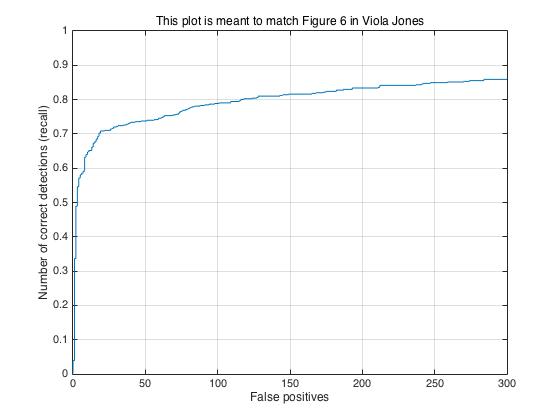 This plot is meant to match Figure 6 in Viola Jones
Number of correct detections (recall)
1
0.9
0.8
0.7
0.6
0.5
0.4
0.3
0.2
0.1
0
0 50 100 150 200 250 300
False positives